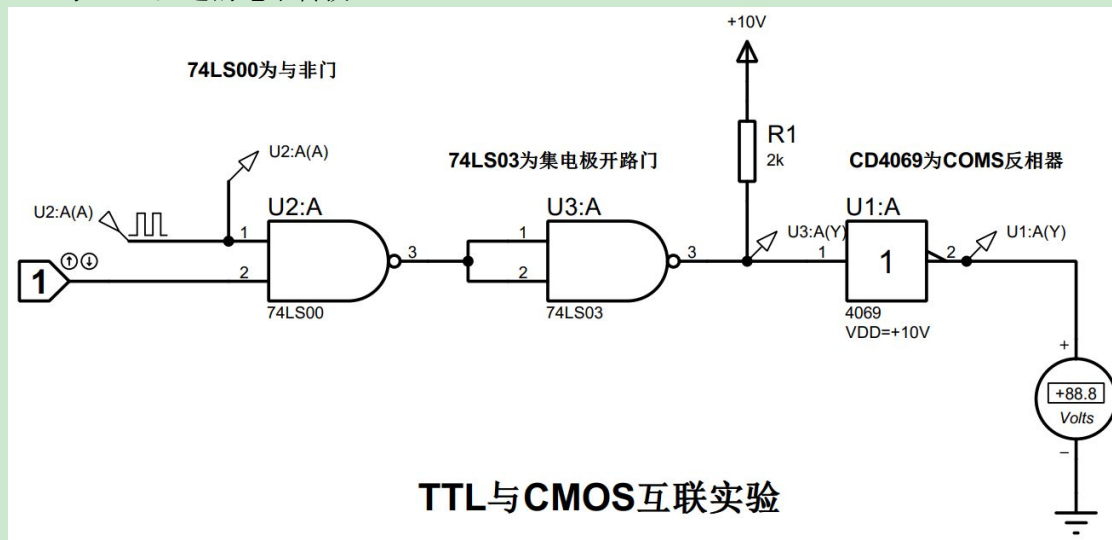 +10V
74LS00为与非门
R1
2k
U2:A(A)
74LS03为集电极开路门
CD4069为COMS反相器
U2:A(A)
U2:A
U3:A
U1:A
U3:A(Y)
U1:A(Y)
1
3
1
1
2
1
1
2
2
3
74LS00
74LS03
4069
VDD=+10V
+
+88.8
Volts
−
TTL与CMOS互联实验